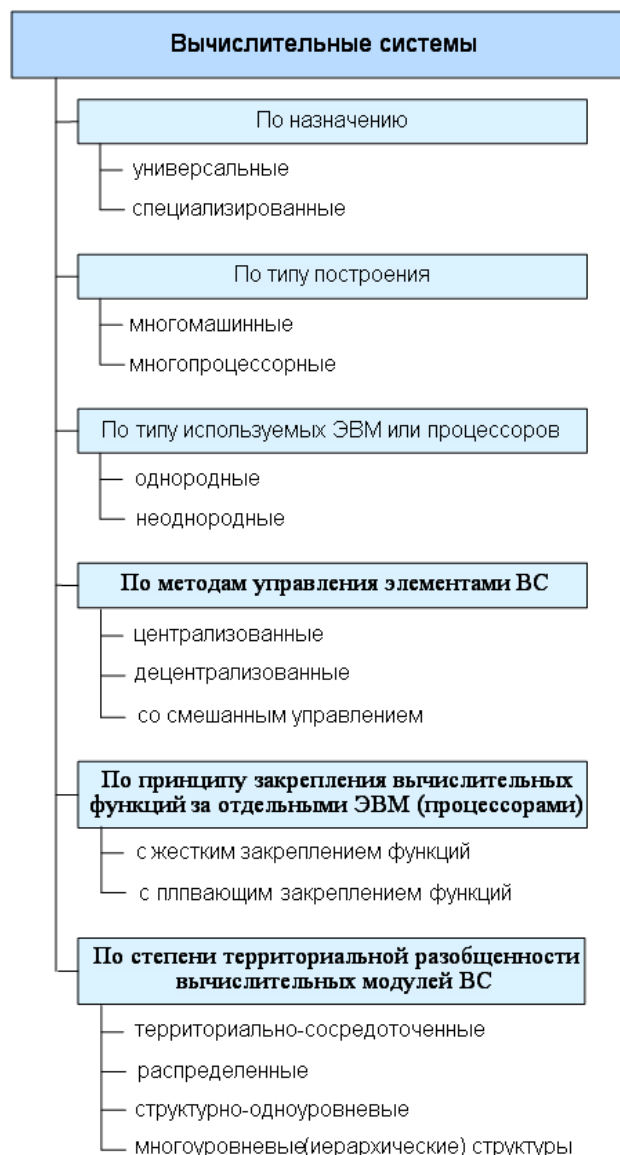 Вычислительные системы
По назначению
универсальные
специализированные
По типу построения
многомашинные
многопроцессорные
По типу используемых ЭВМ или процессоров
однородные
неоднородные
По методам управления элементами ВС
централизованные
децентрализованные
со смешанным управлением
По принципу закрепления вычислительных
функций за отдельными ЭВМ (процессорами)
с жестким закреплением функций
с плпвающим закреплением функций
По степени территориальной разобщенности
вычислительных модулей ВС
территориально-сосредоточенные
распределенные
структурно-одноуровневые
многоуровневые(иерархические) структуры